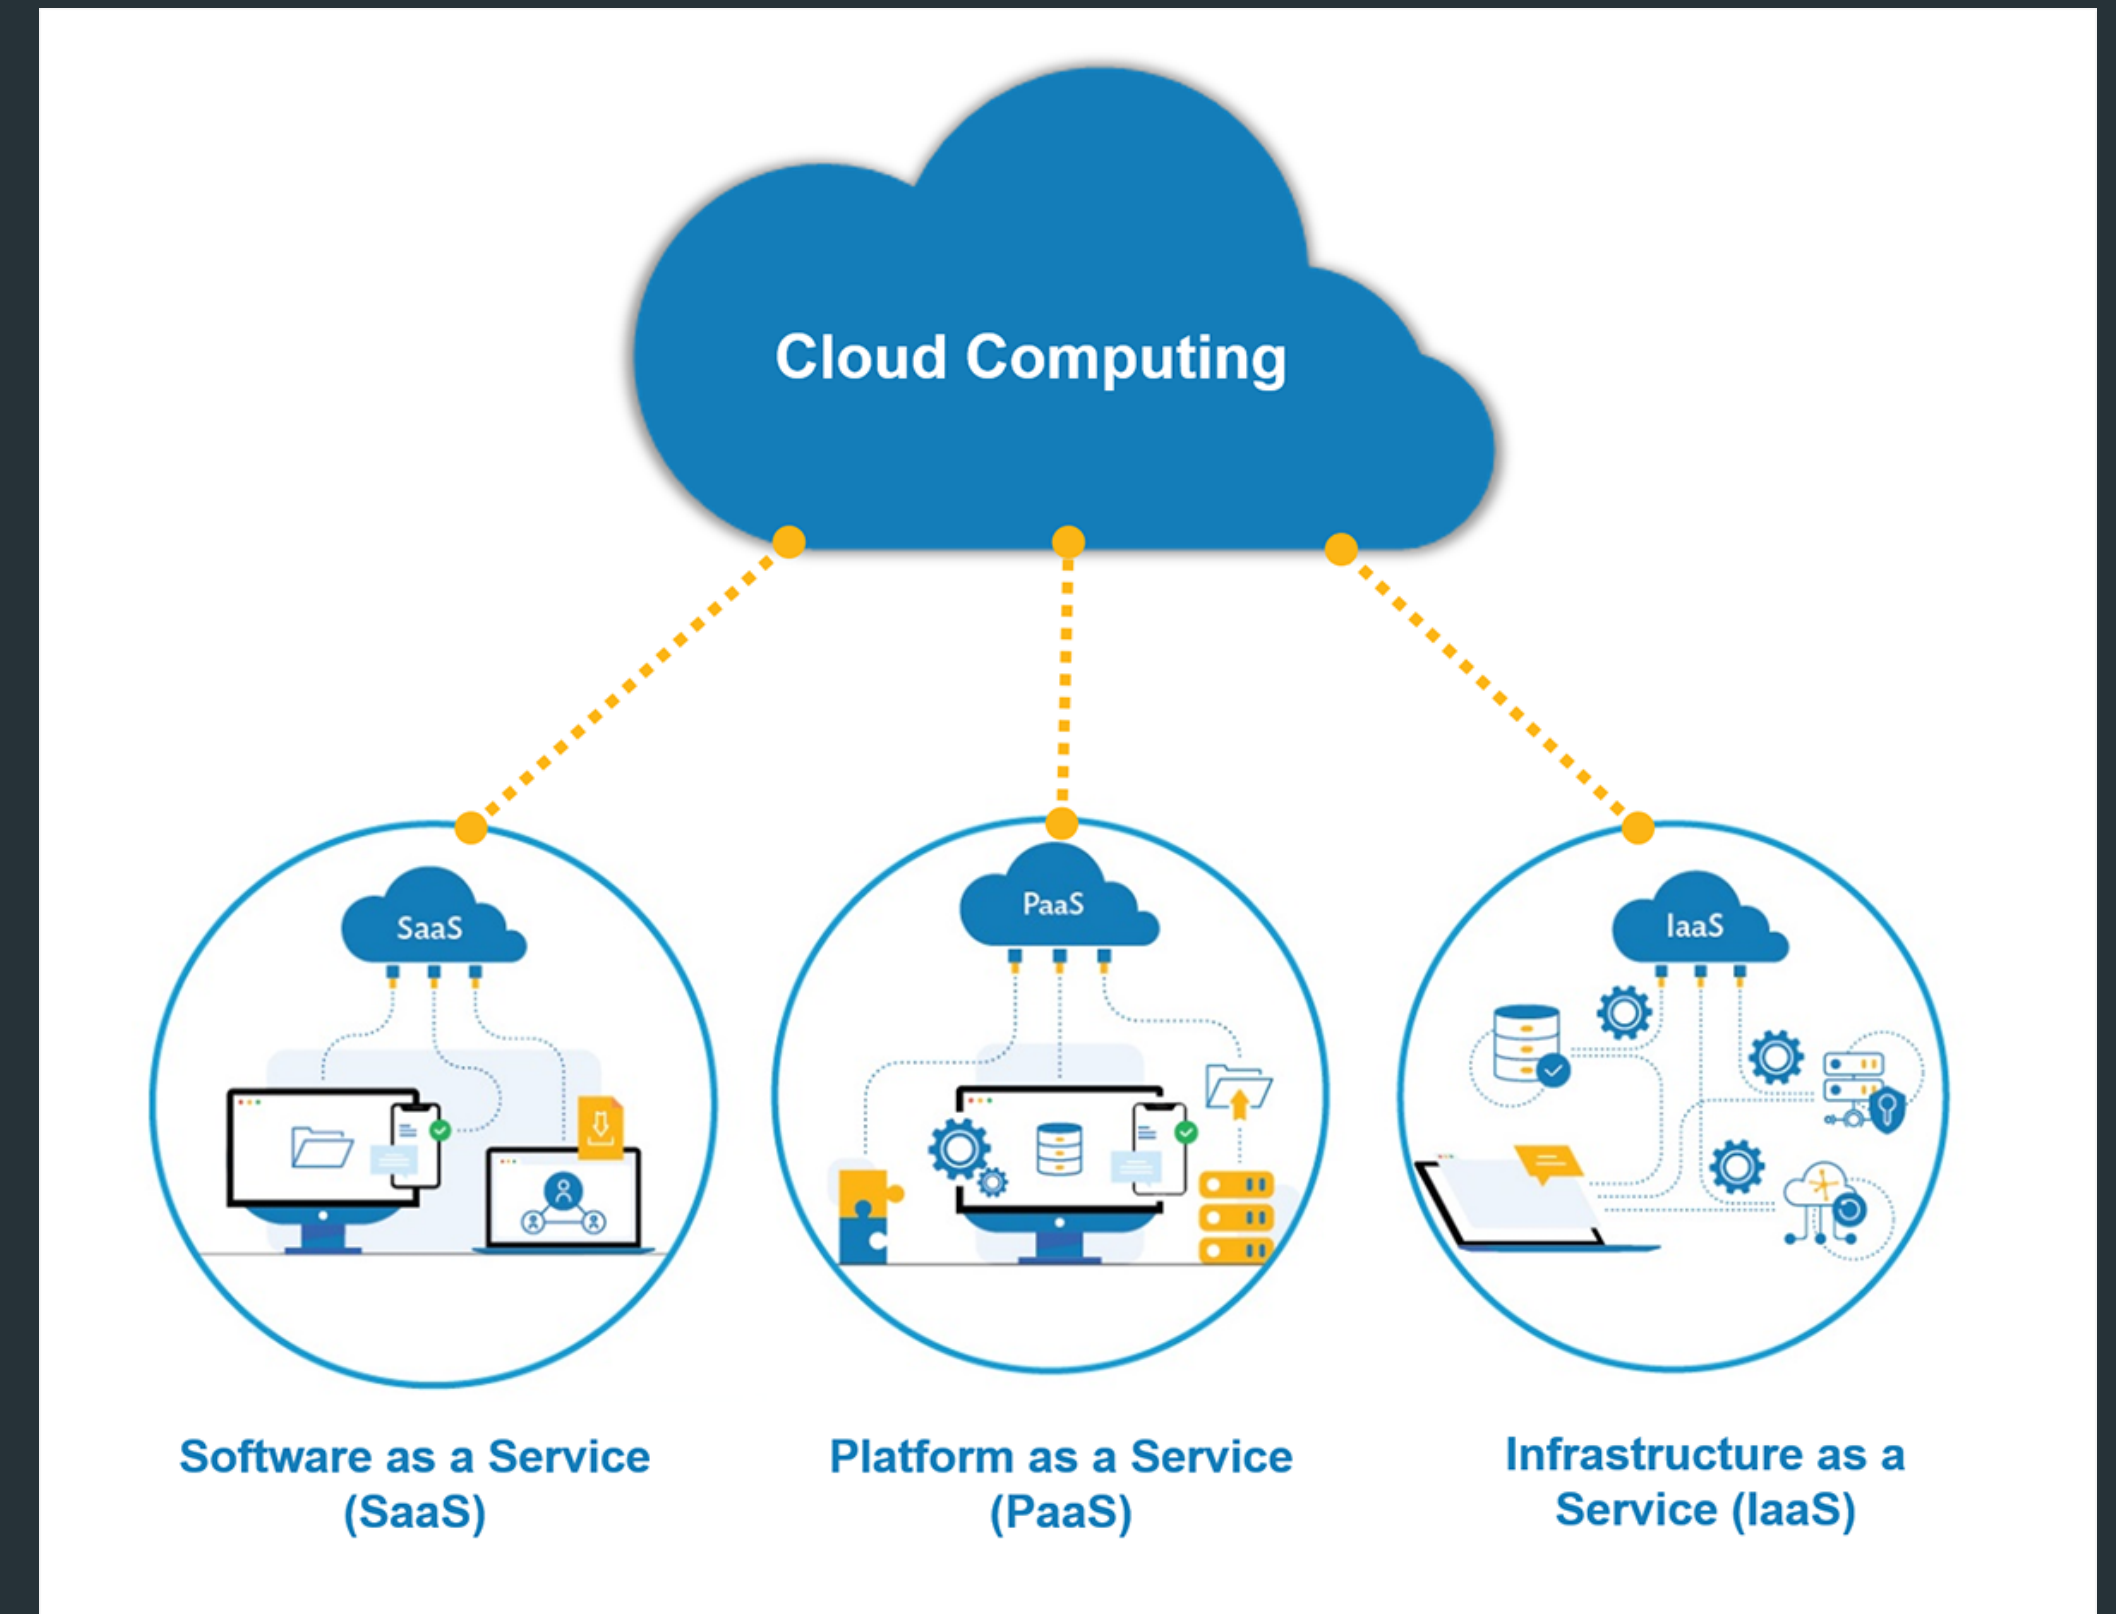 Cloud Computing
SaaS
PaaS
IaaS
Software as a Service
(SaaS)
Platform as a Service
(PaaS)
Infrastructure as a
Service (IaaS)